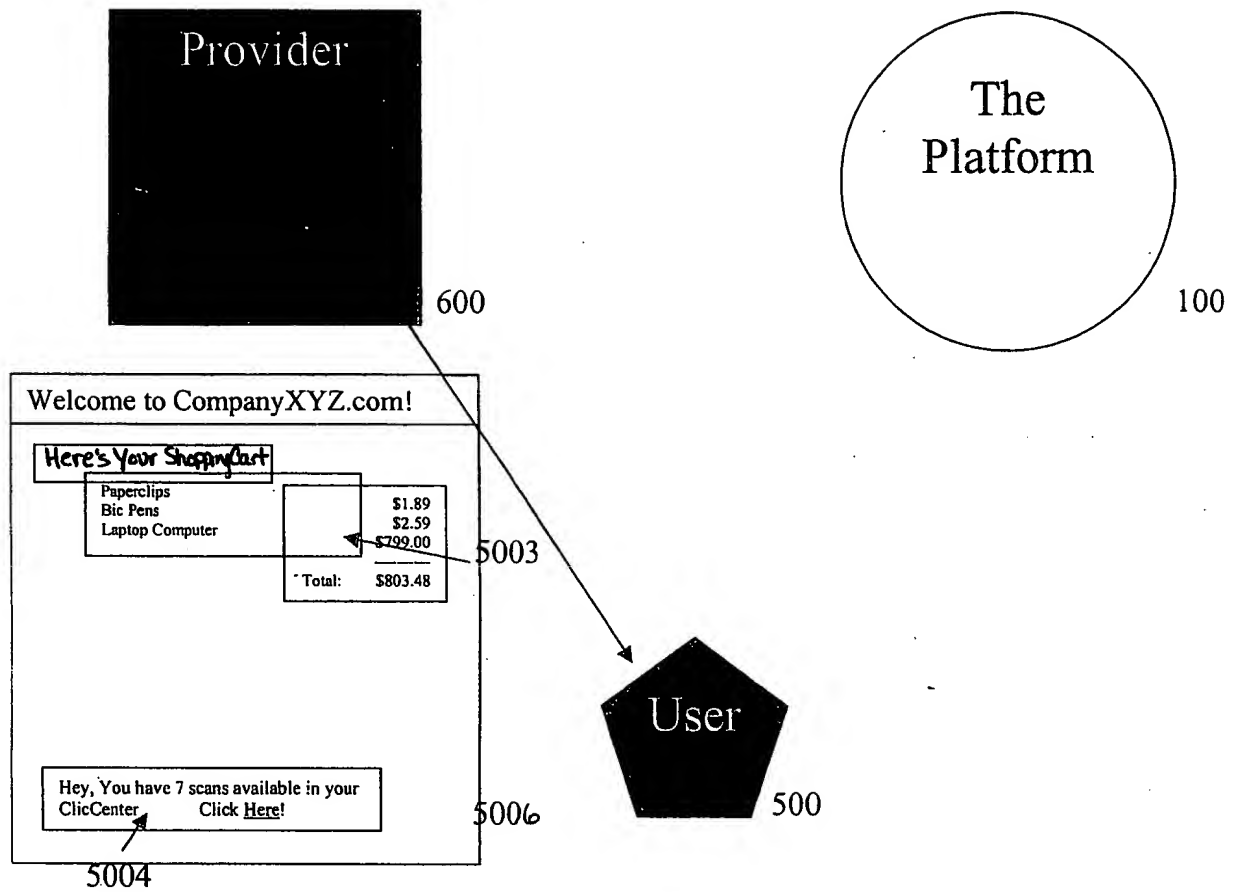 Provider
600
The
Platform
100
Welcome to CompanyXYZ.com!
Here's Your ShoppingCart
Paperclips
Bic Pens
Laptop Computer
$1.89
$2.59
$799.00
Total: $803.48
5003
User
500
Hey, You have 7 scans available in your
ClicCenter Click Here!
5006
5004